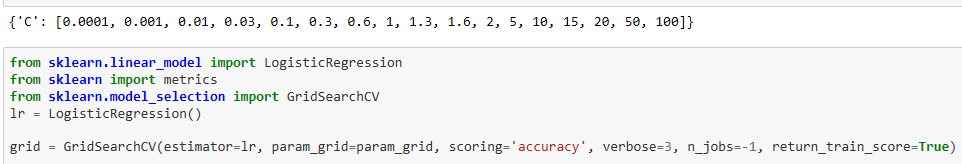 {'C': [0.0001, 0.001, 0.01, 0.03, 0.1, 0.3, 0.6, 1, 1.3, 1.6, 2, 5, 10, 15, 20, 50, 100]}
from sklearn.linear_model import LogisticRegression
from sklearn import metrics
from sklearn.model_selection import GridSearchCV
lr = LogisticRegression()
grid = GridSearchCV(estimator=lr, param_grid=param_grid, scoring='accuracy', verbose=3, n_jobs=-1, return_train_score=True)